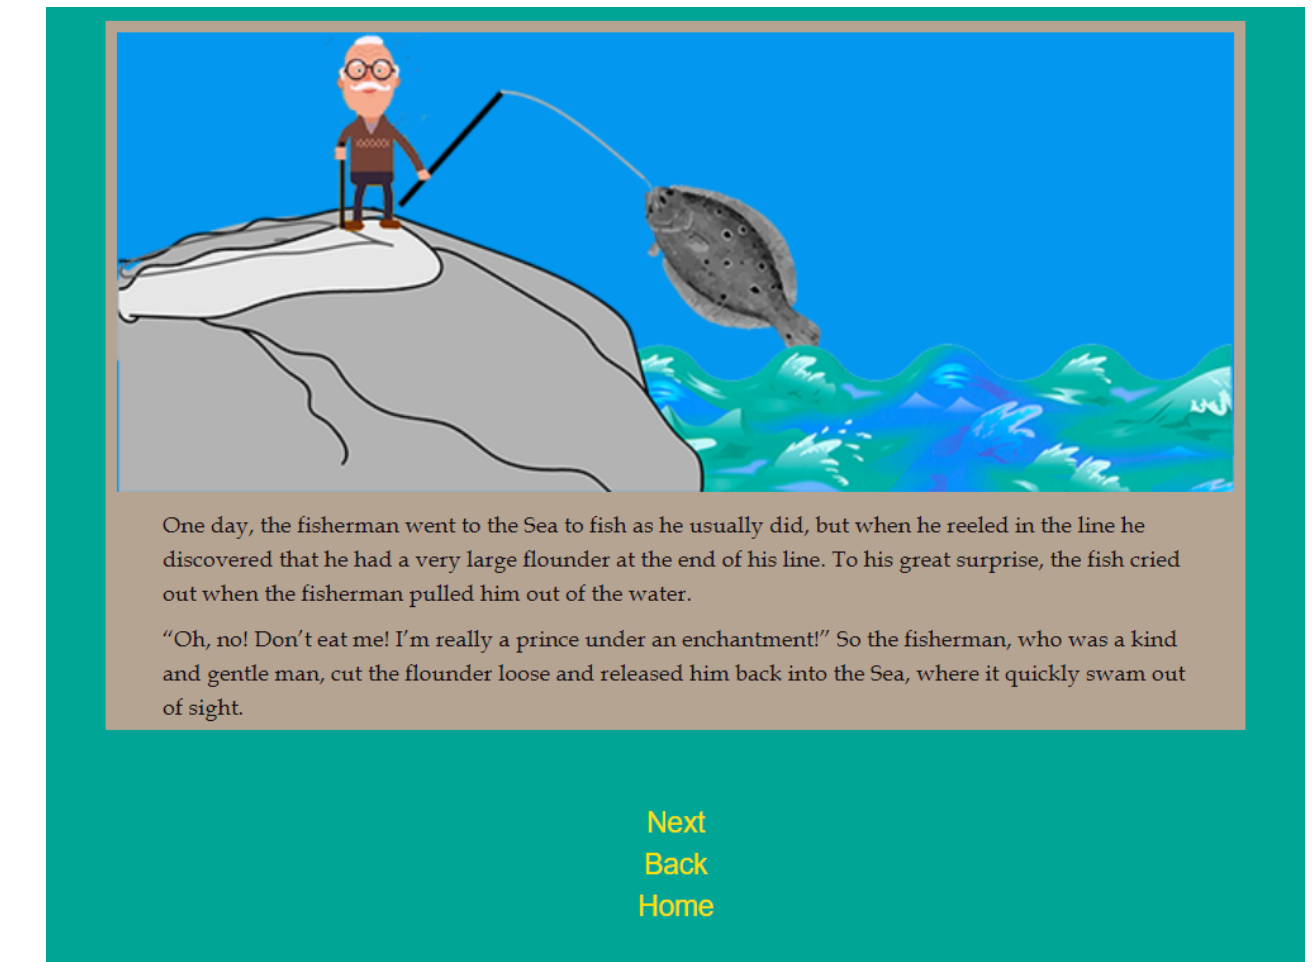 One day, the fisherman went to the Sea to fish as he usually did, but when he reeled in the line he
discovered that he had a very large flounder at the end of his line. To his great surprise, the fish cried
out when the fisherman pulled him out of the water.
“Oh, no! Don’t eat me! I’m really a prince under an enchantment!” So the fisherman, who was a kind
and gentle man, cut the flounder loose and released him back into the Sea, where it quickly swam out
of sight.
Next
Back
Home